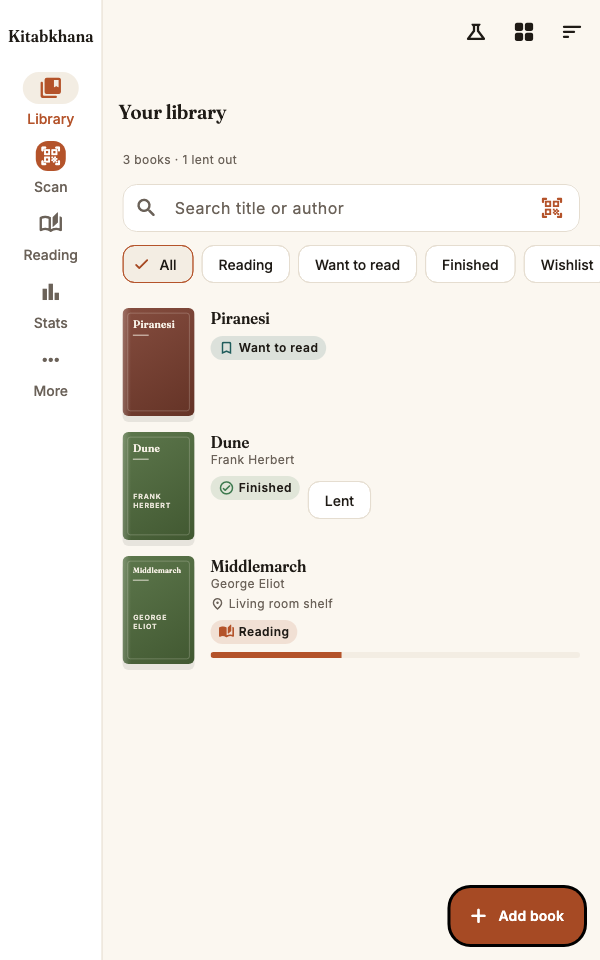 Kitabkhana
Library
Scan
Reading
Stats
More
Your library
3 books · 1 lent out
Search title or author
All
Reading
Want to read
Finished
Wishlist
Piranesi
Piranesi
Want to read
Dune
FRANK
HERBERT
Dune
Frank Herbert
Finished
Lent
Middlemarch
GEORGE
ELIOT
Middlemarch
George Eliot
Living room shelf
Reading
Add book